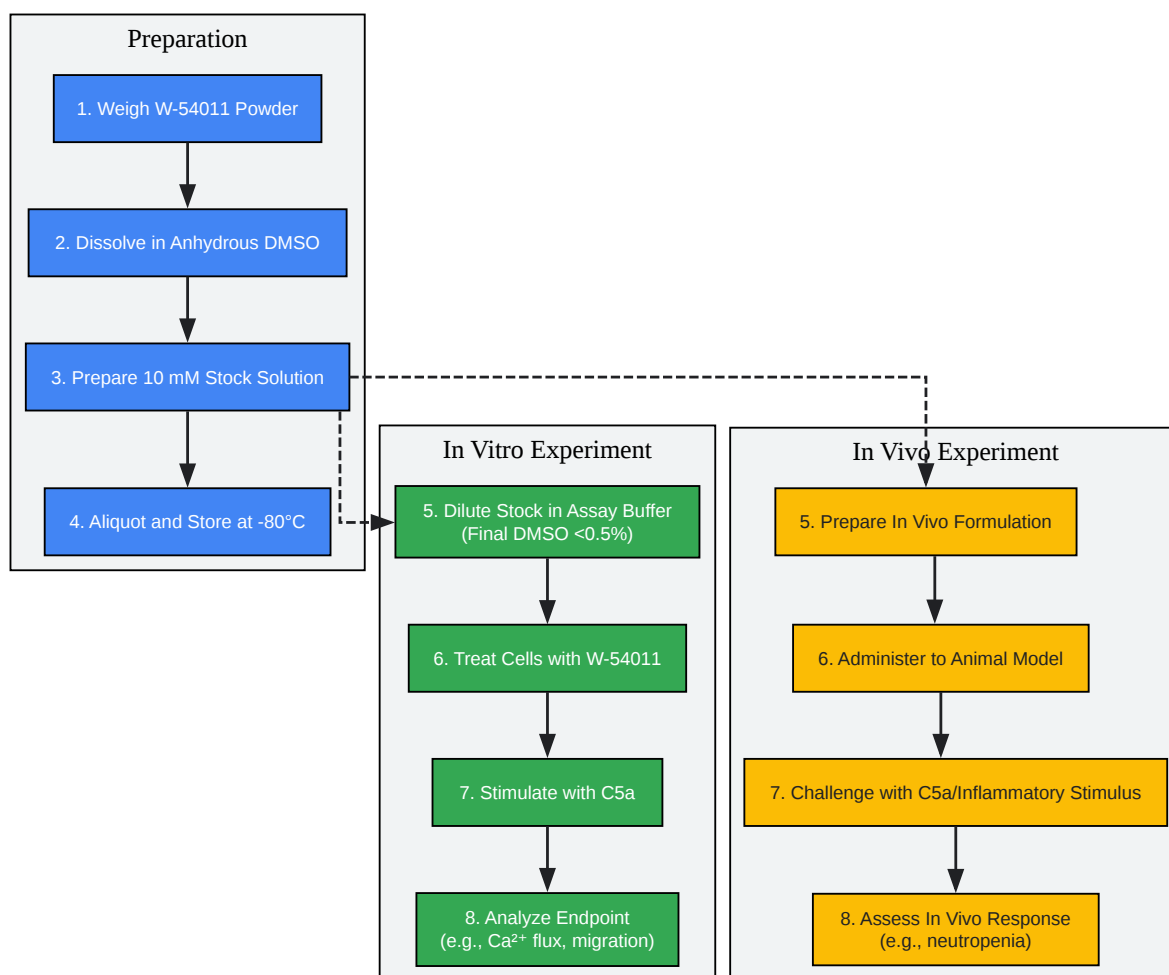 Preparation
1. Weigh W-54011 Powder
2. Dissolve in Anhydrous DMSO
3. Prepare 10 mM Stock Solution
4. Aliquot and Store at -80°C
In Vitro Experiment
5. Dilute Stock in Assay Buffer
(Final DMSO <0.5%)
6. Treat Cells with W-54011
7. Stimulate with C5a
8. Analyze Endpoint
(e.g., Ca²⁺ flux, migration)
In Vivo Experiment
5. Prepare In Vivo Formulation
6. Administer to Animal Model
7. Challenge with C5a/Inflammatory Stimulus
8. Assess In Vivo Response
(e.g., neutropenia)